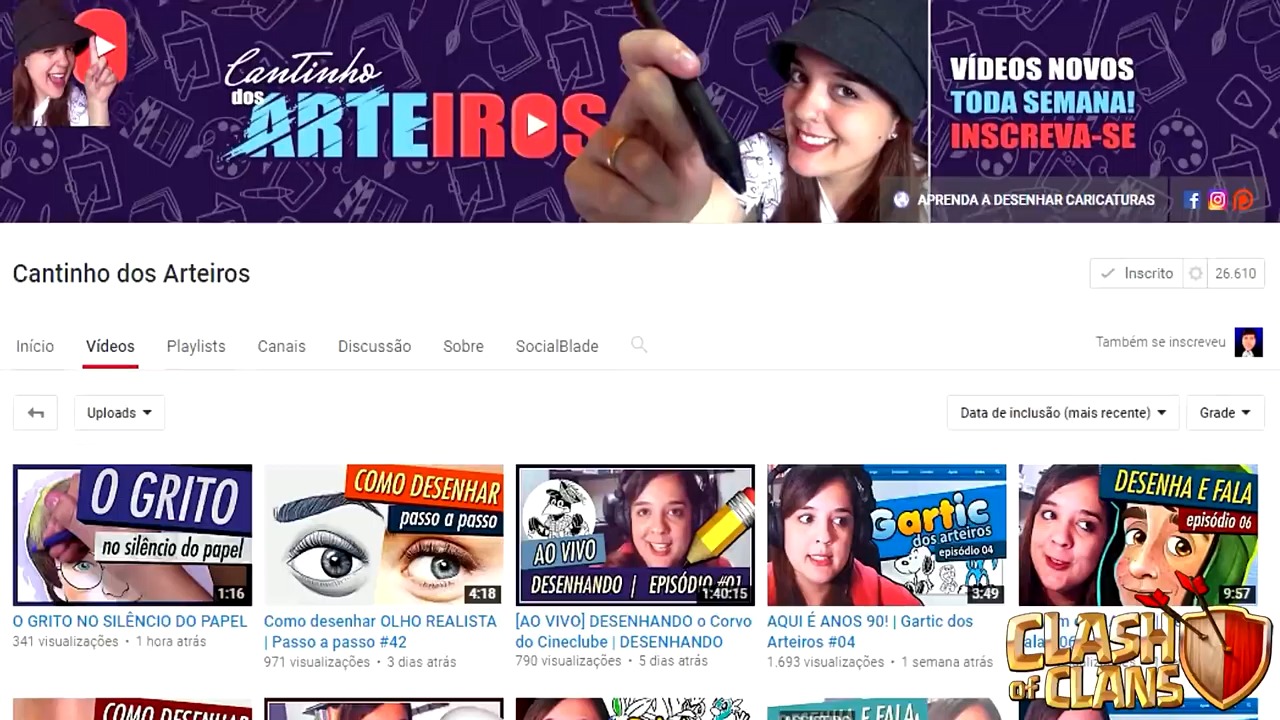 Cantinho
dos
ARTEIROS
VÍDEOS NOVOS
TODA SEMANA!
INSCREVA-SE
APRENDA A DESENHAR CARICATURAS
Cantinho dos Arteiros
Inscrito 26.610
Início Vídeos Playlists Canais Discussão Sobre SocialBlade
Também se inscreveu
Uploads Data de inclusão (mais recente) Grade
O GRITO
no silêncio do papel
1:16
COMO DESENHAR
passo a passo
4:18
AO VIVO
DESENHANDO | EPISÓDIO #01
1:40:15
Gartic
dos arteiros
episódio 04
3:49
DESENHA E FALA
episódio 06
9:57
O GRITO NO SILÊNCIO DO PAPEL
341 visualizações • 1 hora atrás
Como desenhar OLHO REALISTA
| Passo a passo #42
971 visualizações • 3 dias atrás
[AO VIVO] DESENHANDO o Corvo
do Cineclube | DESENHANDO
790 visualizações • 5 dias atrás
AQUI É ANOS 90! | Gartic dos
Arteiros #04
1.693 visualizações • 1 semana atrás
CLASH
OF CLANS
COMO DESENHAR
E FALA